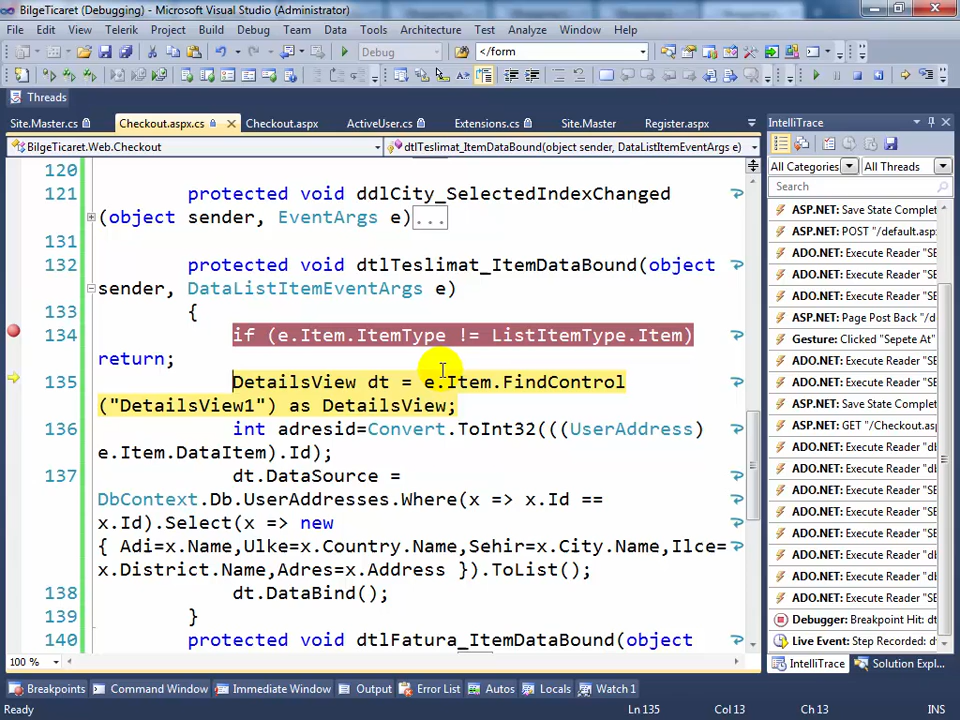 BilgeTicaret (Debugging) - Microsoft Visual Studio (Administrator)
File Edit View Telerik Project Build Debug Team Data Tools Architecture Test Analyze Window Help
Debug </form
Threads
Site.Master.cs Checkout.aspx.cs Checkout.aspx ActiveUser.cs Extensions.cs Site.Master Register.aspx
BilgeTicaret.Web.Checkout dtlTeslimat_ItemDataBound(object sender, DataListItemEventArgs e)
120
121 protected void ddlCity_SelectedIndexChanged
(object sender, EventArgs e)...
131
132 protected void dtlTeslimat_ItemDataBound(object
sender, DataListItemEventArgs e)
133 {
134 if (e.Item.ItemType != ListItemType.Item)
return;
135 DetailsView dt = e.Item.FindControl
("DetailsView1") as DetailsView;
136 int adresid=Convert.ToInt32(((UserAddress)
e.Item.DataItem).Id);
137 dt.DataSource =
DbContext.Db.UserAddresses.Where(x => x.Id ==
x.Id).Select(x => new
{ Adi=x.Name,Ulke=x.Country.Name,Sehir=x.City.Name,Ilce=
x.District.Name,Adres=x.Address }).ToList();
138 dt.DataBind();
139 }
140 protected void dtlFatura_ItemDataBound(object
100 %
IntelliTrace
All Categories All Threads
Search
ASP.NET: Save State Complet
ASP.NET: POST "/default.asp
ADO.NET: Execute Reader "SE
ADO.NET: Execute Reader "SE
ADO.NET: Execute Reader "SE
ASP.NET: Page Post Back "/D
Gesture: Clicked "Sepete At"
ADO.NET: Execute Reader "SE
ADO.NET: Execute Reader "SE
ASP.NET: Save State Complet
ASP.NET: GET "/Checkout.asp
ADO.NET: Execute Reader "db
ADO.NET: Execute Reader "SE
ADO.NET: Execute Reader "SE
ADO.NET: Execute Reader "SE
ADO.NET: Execute Reader "db
ADO.NET: Execute Reader "db
ADO.NET: Execute Reader "SE
Debugger: Breakpoint Hit: d
Live Event: Step Recorded: d
IntelliTrace Solution Expl...
Breakpoints Command Window Immediate Window Output Error List Autos Locals Watch 1
Ready Ln 135 Col 13 Ch 13 INS